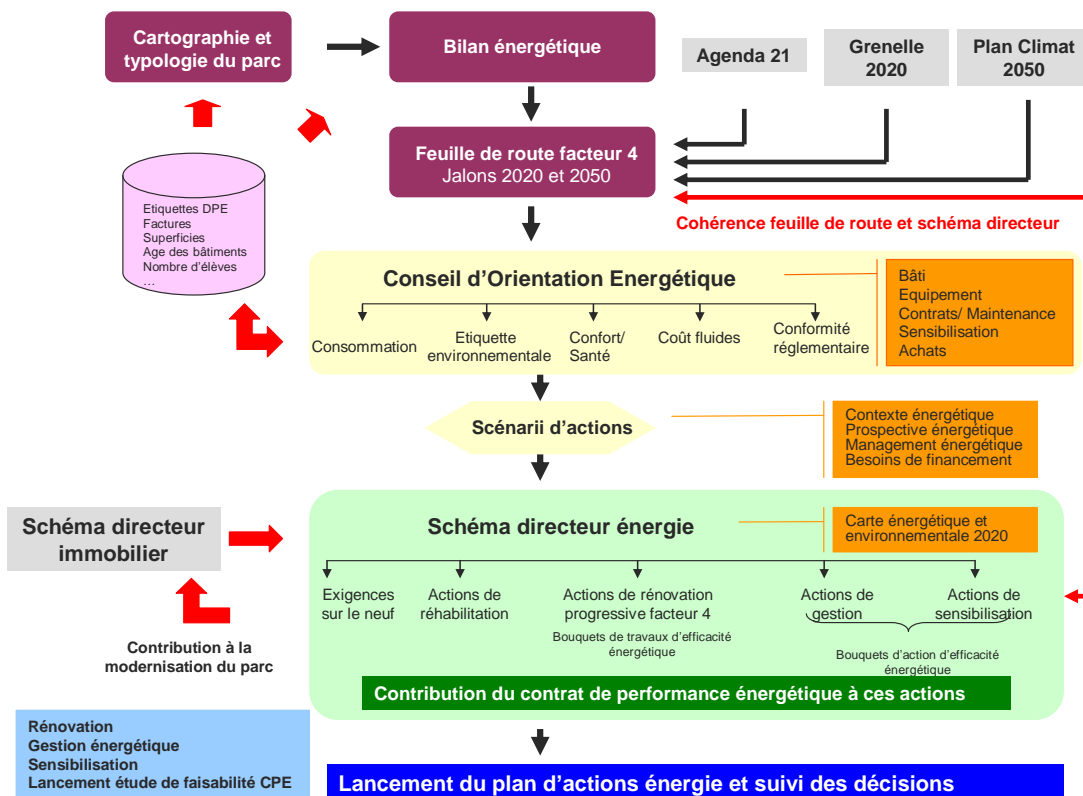 Cartographie et
typologie du parc
Bilan énergétique
Agenda 21
Grenelle
2020
Plan Climat
2050
Feuille de route facteur 4
Jalons 2020 et 2050
Cohérence feuille de route et schéma directeur
Etiquettes DPE
Factures
Superficies
Age des bâtiments
Nombre d'élèves
…
Conseil d'Orientation Energétique
Consommation
Etiquette
environnementale
Confort/
Santé
Coût fluides
Conformité
réglementaire
Bâti
Equipement
Contrats/ Maintenance
Sensibilisation
Achats
Scénarii d'actions
Contexte énergétique
Prospective énergétique
Management énergétique
Besoins de financement
Schéma directeur
immobilier
Schéma directeur énergie
Carte énergétique et
environnementale 2020
Exigences
sur le neuf
Actions de
réhabilitation
Actions de rénovation
progressive facteur 4
Bouquets de travaux d'efficacité
énergétique
Actions de
gestion
Actions de
sensibilisation
Bouquets d'action d'efficacité
énergétique
Contribution à la
modernisation du parc
Contribution du contrat de performance énergétique à ces actions
Rénovation
Gestion énergétique
Sensibilisation
Lancement étude de faisabilité CPE
Lancement du plan d'actions énergie et suivi des décisions